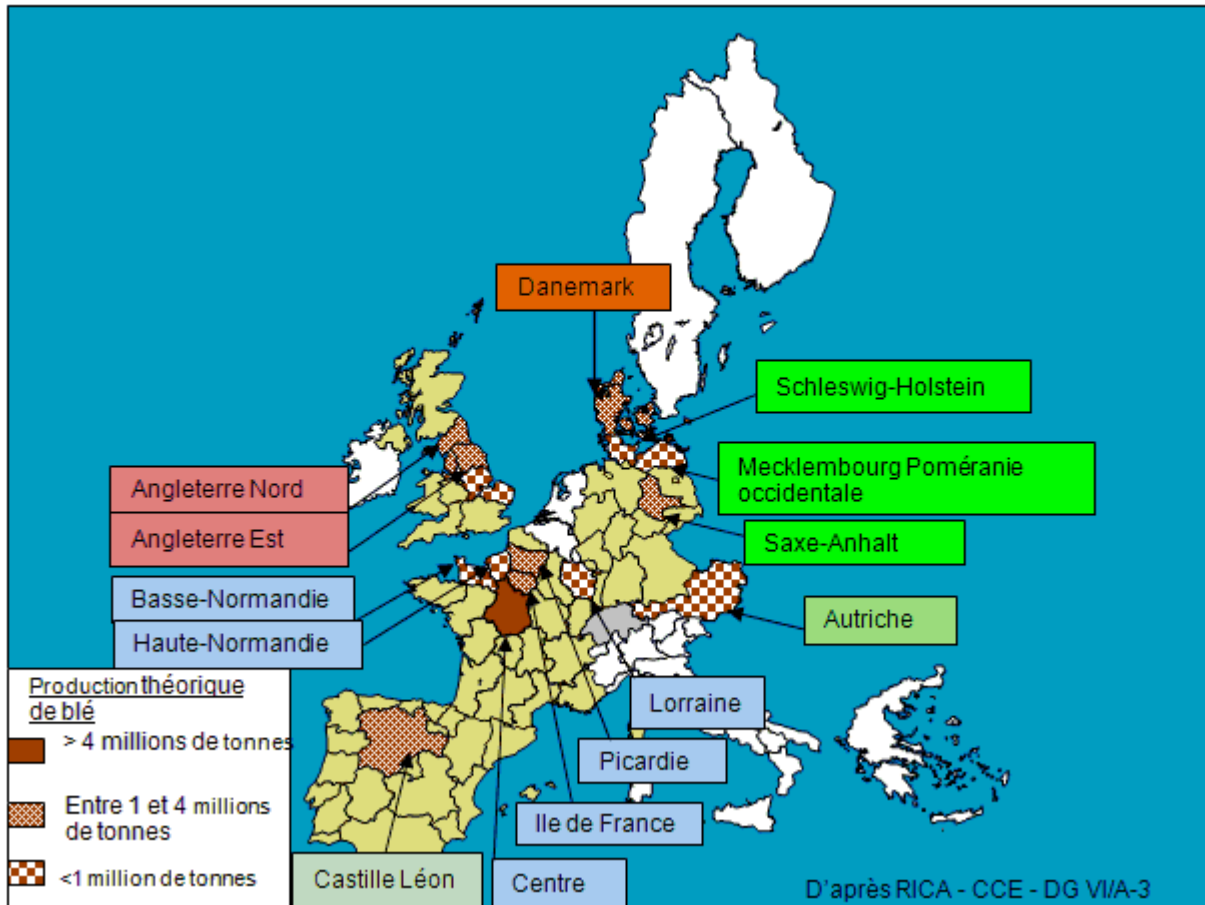 Danemark
Schleswig-Holstein
Mecklembourg Poméranie
occidentale
Saxe-Anhalt
Autriche
Angleterre Nord
Angleterre Est
Basse-Normandie
Haute-Normandie
Lorraine
Picardie
Ile de France
Centre
Castille Léon
Production théorique
de blé
> 4 millions de tonnes
Entre 1 et 4 millions
de tonnes
<1 million de tonnes
D'après RICA - CCE - DG VI/A-3